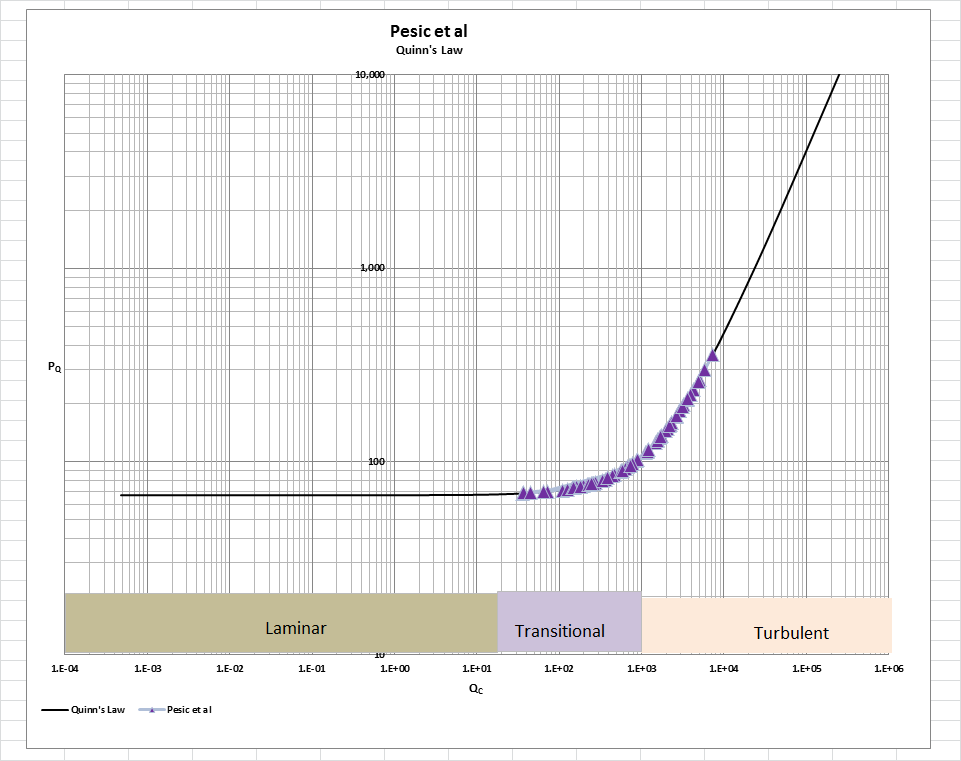 Pesic et al
Quinn's Law
10,000
1,000
P_Q
100
Laminar
Transitional
Turbulent
10
1.E-04 1.E-03 1.E-02 1.E-01 1.E+00 1.E+01 1.E+02 1.E+03 1.E+04 1.E+05 1.E+06
Q_C
Quinn's Law Pesic et al